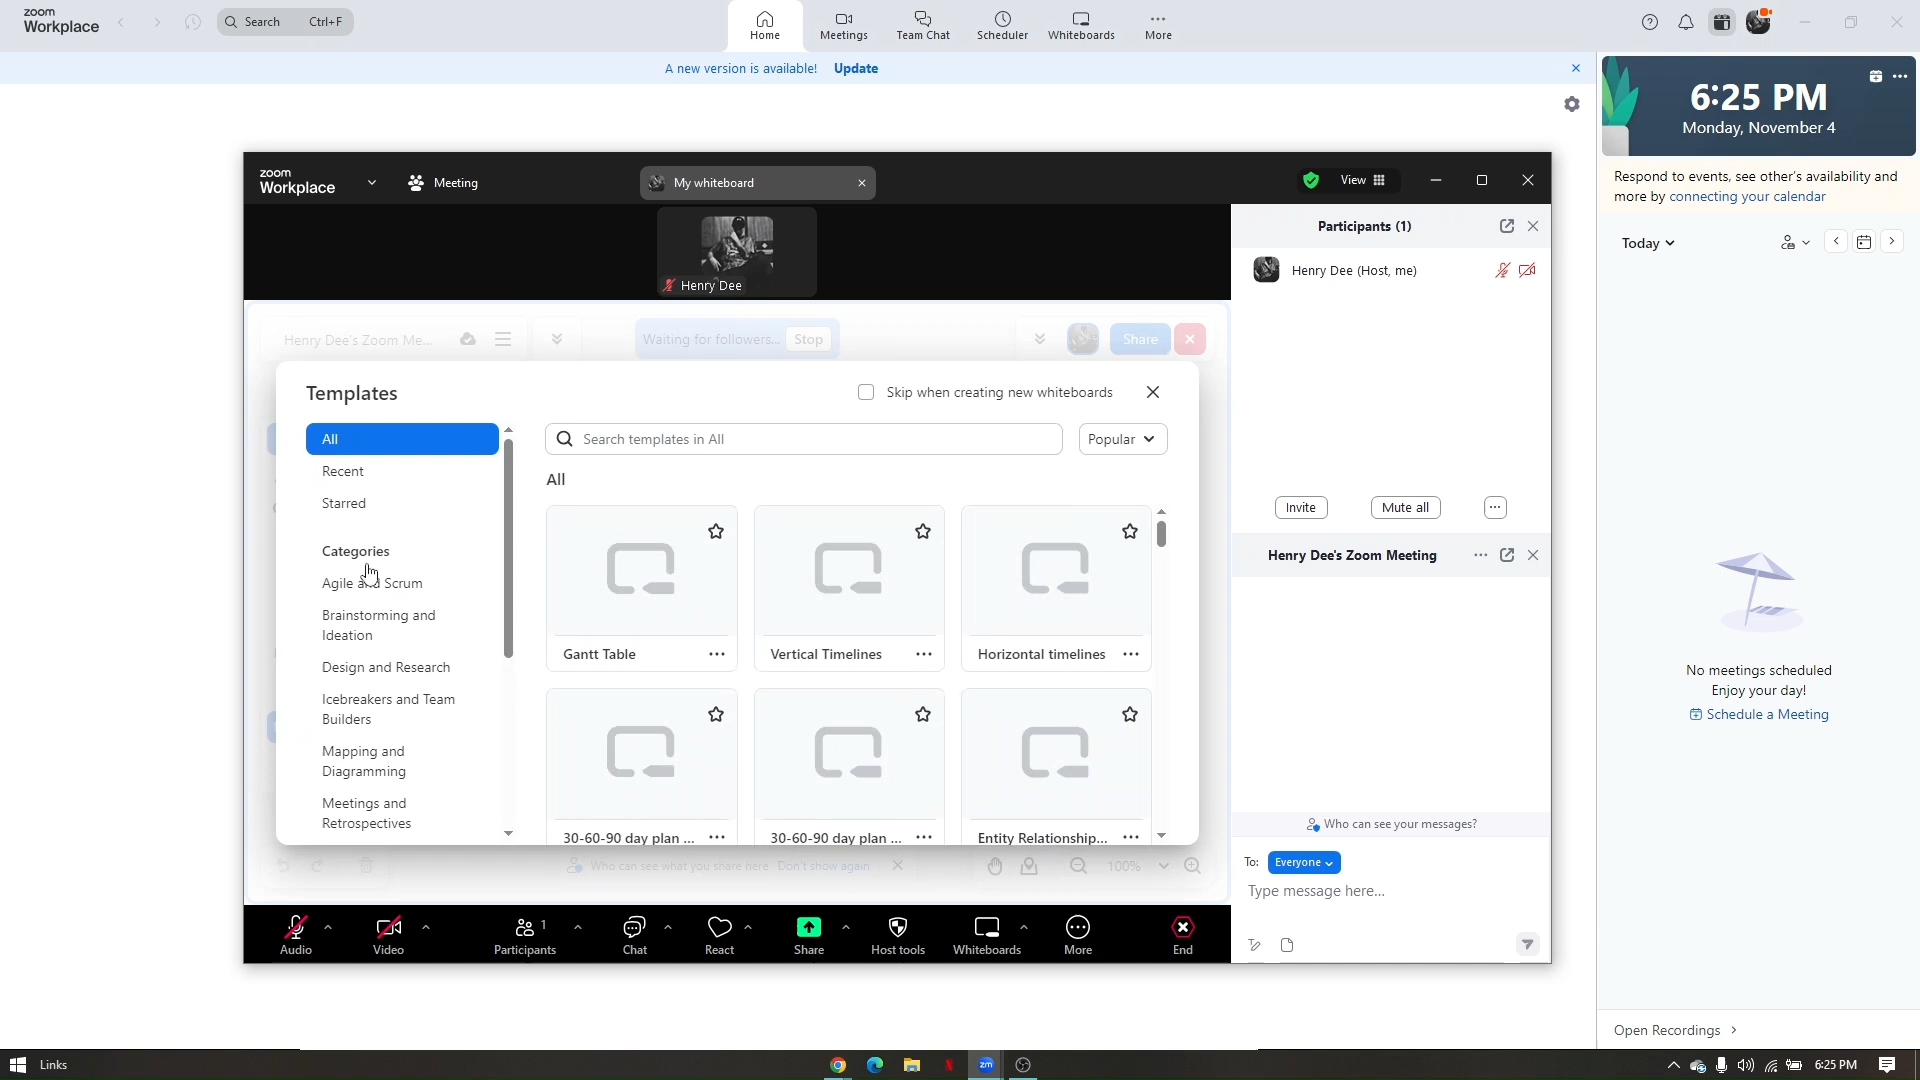 zoom
Workplace
Search Ctrl+F
Home
Meetings
Team Chat
Scheduler
Whiteboards
More
A new version is available! Update
6:25 PM
Monday, November 4
Respond to events, see other's availability and
more by connecting your calendar
Today
No meetings scheduled
Enjoy your day!
Schedule a Meeting
Open Recordings
zoom
Workplace
Meeting
My whiteboard
View
Henry Dee
Participants (1)
Henry Dee (Host, me)
Invite
Mute all
Henry Dee's Zoom Meeting
Who can see your messages?
To: Everyone
Type message here...
Henry Dee's Zoom Me...
Waiting for followers... Stop
Share
Templates
Skip when creating new whiteboards
All
Recent
Starred
Categories
Agile and Scrum
Brainstorming and
Ideation
Design and Research
Icebreakers and Team
Builders
Mapping and
Diagramming
Meetings and
Retrospectives
Search templates in All
Popular
All
Gantt Table
Vertical Timelines
Horizontal timelines
30-60-90 day plan ...
30-60-90 day plan ...
Entity Relationship...
Who can see what you share here Don't show again
100%
Audio
Video
1
Participants
Chat
React
Share
Host tools
Whiteboards
More
End
Links
zm
6:25 PM